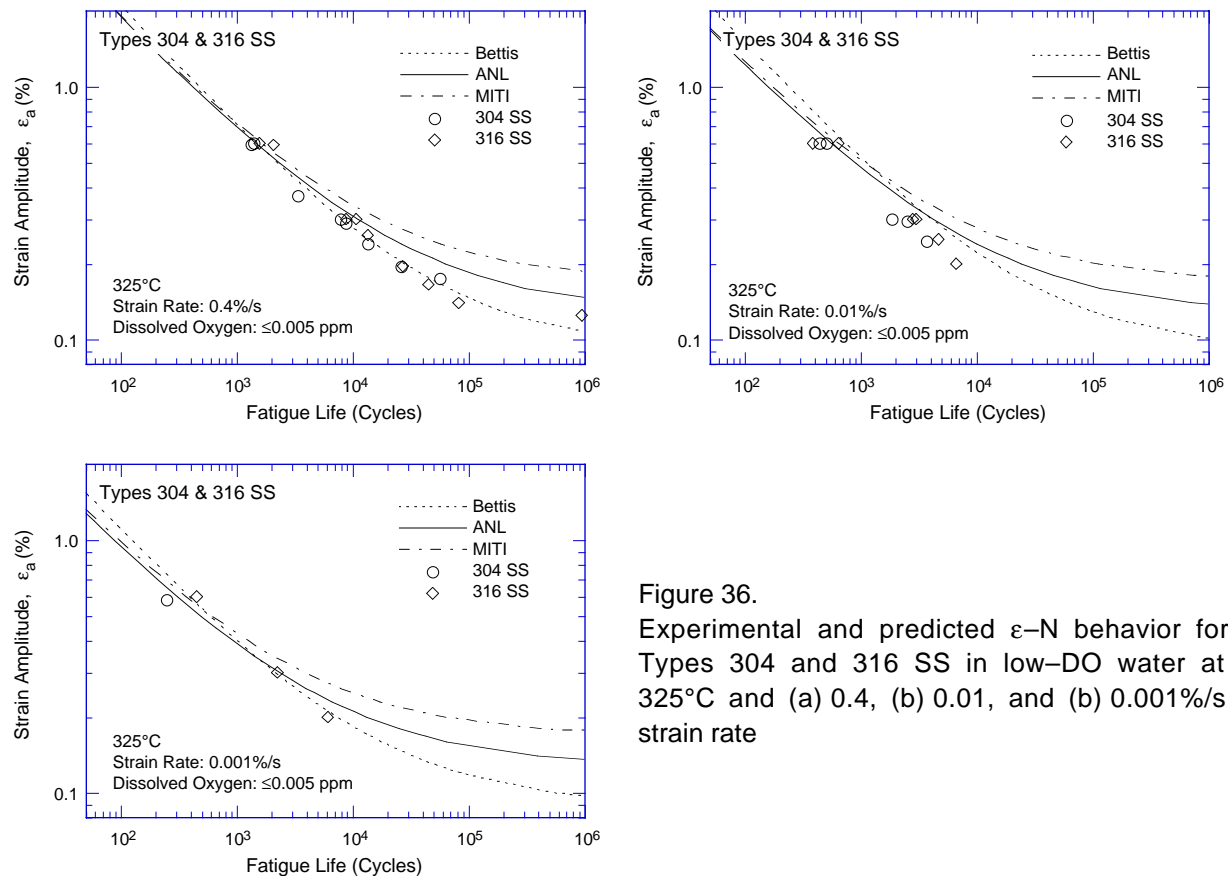 Types 304 & 316 SS
Bettis
ANL
MITI
304 SS
316 SS
1.0
0.1
Strain Amplitude, εa (%)
325°C
Strain Rate: 0.4%/s
Dissolved Oxygen: ≤0.005 ppm
10² 10³ 10⁴ 10⁵ 10⁶
Fatigue Life (Cycles)
Types 304 & 316 SS
Bettis
ANL
MITI
304 SS
316 SS
1.0
0.1
Strain Amplitude, εa (%)
325°C
Strain Rate: 0.01%/s
Dissolved Oxygen: ≤0.005 ppm
10² 10³ 10⁴ 10⁵ 10⁶
Fatigue Life (Cycles)
Types 304 & 316 SS
Bettis
ANL
MITI
304 SS
316 SS
1.0
0.1
Strain Amplitude, εa (%)
325°C
Strain Rate: 0.001%/s
Dissolved Oxygen: ≤0.005 ppm
10² 10³ 10⁴ 10⁵ 10⁶
Fatigue Life (Cycles)
Figure 36.
Experimental and predicted ε–N behavior for
Types 304 and 316 SS in low–DO water at
325°C and (a) 0.4, (b) 0.01, and (b) 0.001%/s
strain rate